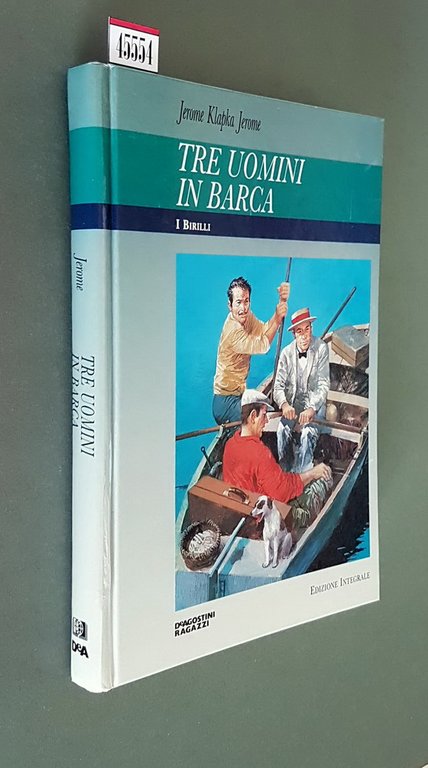 45554
Jerome Klapka Jerome
TRE UOMINI
IN BARCA
I BIRILLI
EDIZIONE INTEGRALE
DEAGOSTINI
RAGAZZI
Jerome
TRE UOMINI
IN BARCA
DeA